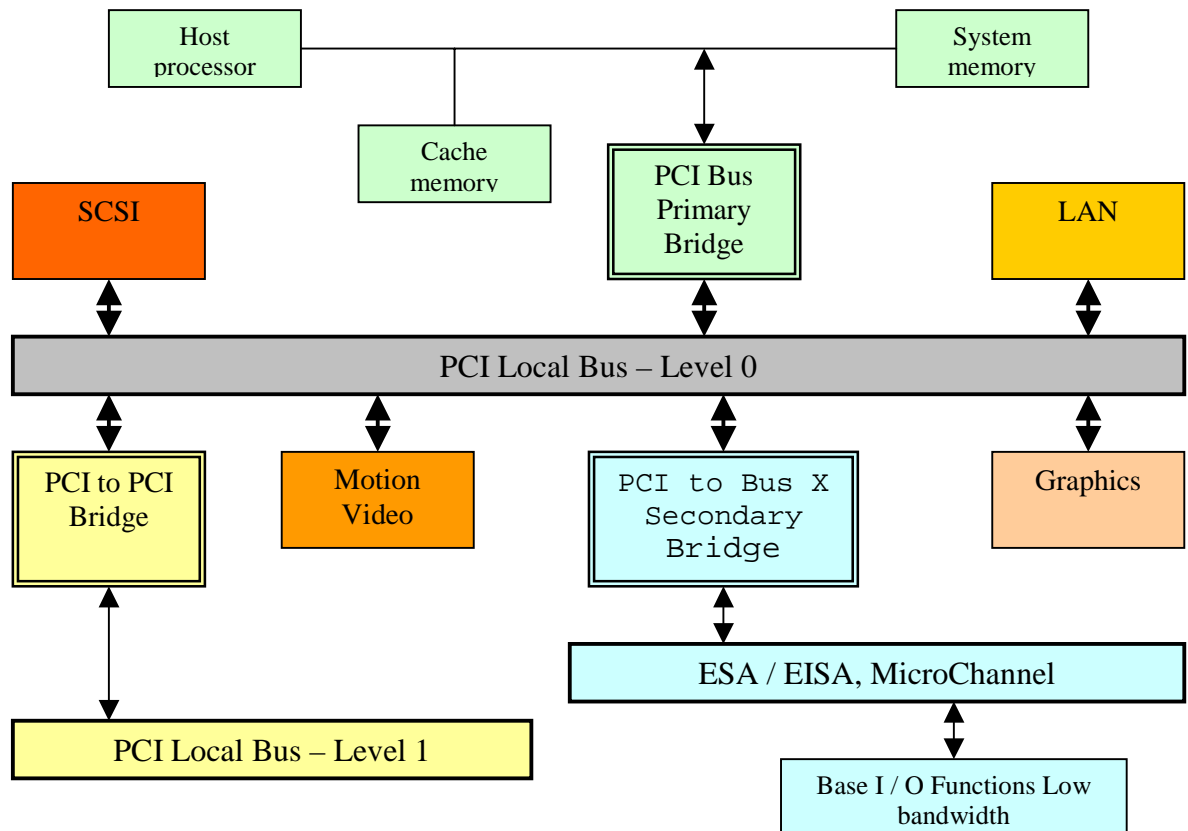 Host
processor
System
memory
Cache
memory
PCI Bus
Primary
Bridge
SCSI
LAN
PCI Local Bus – Level 0
PCI to PCI
Bridge
Motion
Video
PCI to Bus X
Secondary
Bridge
Graphics
ESA / EISA, MicroChannel
PCI Local Bus – Level 1
Base I / O Functions Low
bandwidth